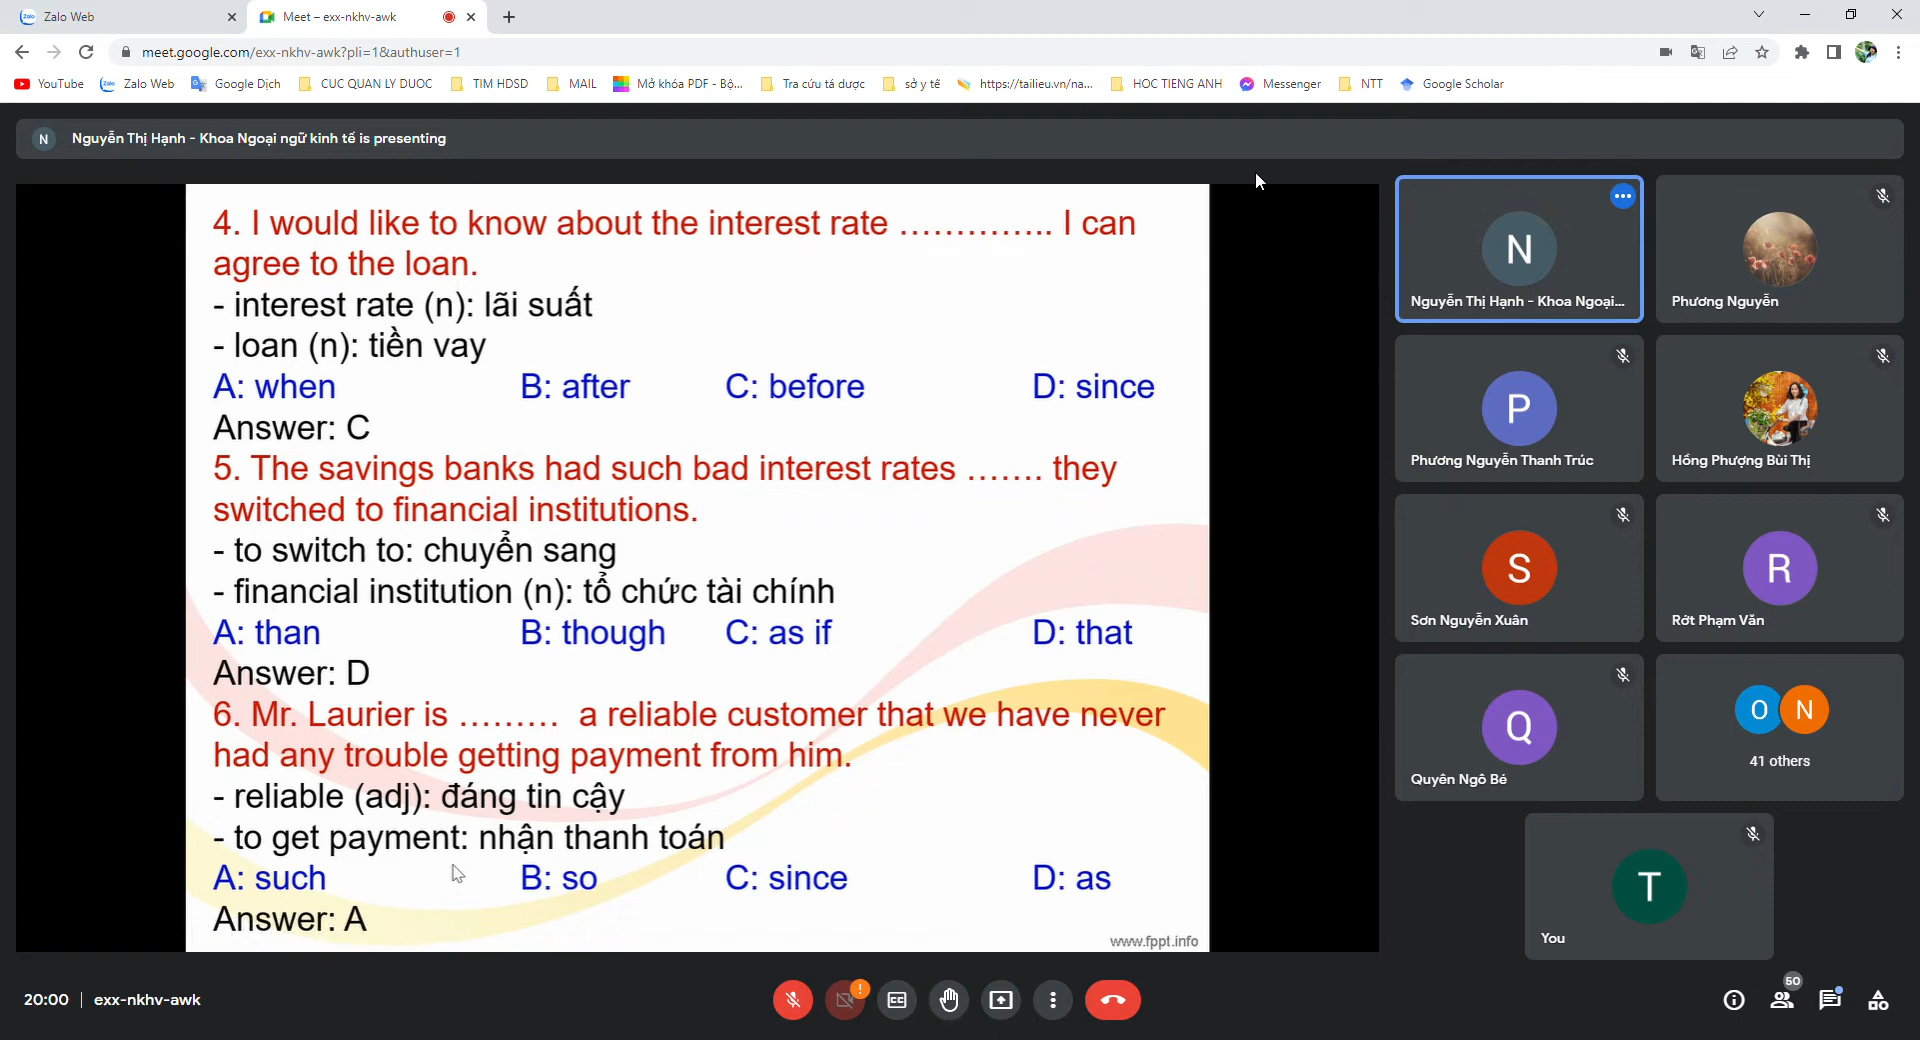 Zalo Web
Meet – exx-nkhv-awk
meet.google.com/exx-nkhv-awk?pli=1&authuser=1
YouTube Zalo Web Google Dịch CUC QUAN LY DUOC TIM HDSD MAIL Mở khóa PDF - Bộ... Tra cứu tá dược sở y tế https://tailieu.vn/na... HOC TIENG ANH Messenger NTT Google Scholar
N Nguyễn Thị Hạnh - Khoa Ngoại ngữ kinh tế is presenting
4. I would like to know about the interest rate ………….. I can
agree to the loan.
- interest rate (n): lãi suất
- loan (n): tiền vay
A: when B: after C: before D: since
Answer: C
5. The savings banks had such bad interest rates ……. they
switched to financial institutions.
- to switch to: chuyển sang
- financial institution (n): tổ chức tài chính
A: than B: though C: as if D: that
Answer: D
6. Mr. Laurier is ……… a reliable customer that we have never
had any trouble getting payment from him.
- reliable (adj): đáng tin cậy
- to get payment: nhận thanh toán
A: such B: so C: since D: as
Answer: A
www.fppt.info
N
Nguyễn Thị Hạnh - Khoa Ngoại...
Phương Nguyễn
P
Phương Nguyễn Thanh Trúc
Hồng Phượng Bùi Thị
S
Sơn Nguyễn Xuân
R
Rớt Phạm Văn
Q
Quyên Ngô Bé
O N
41 others
T
You
20:00 | exx-nkhv-awk
!
CC
50